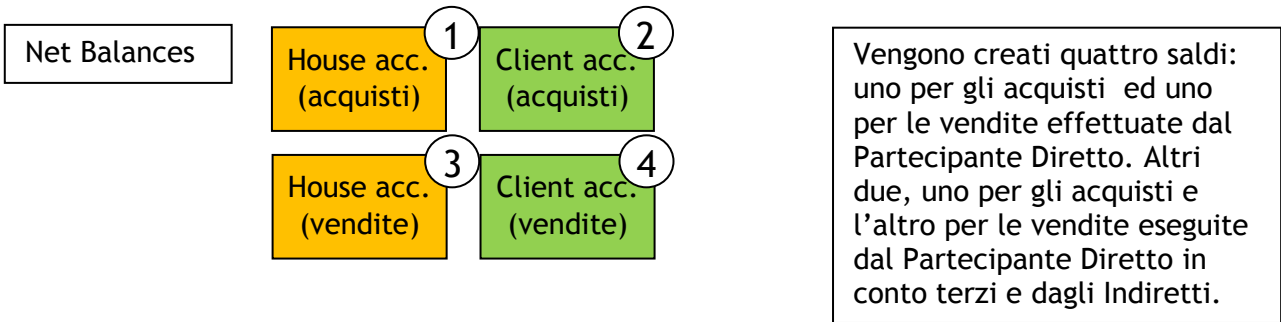 Net Balances
House acc.
(acquisti)
1
Client acc.
(acquisti)
2
House acc.
(vendite)
3
Client acc.
(vendite)
4
Vengono creati quattro saldi:
uno per gli acquisti  ed uno
per le vendite effettuate dal
Partecipante Diretto. Altri
due, uno per gli acquisti e
l’altro per le vendite eseguite
dal Partecipante Diretto in
conto terzi e dagli Indiretti.